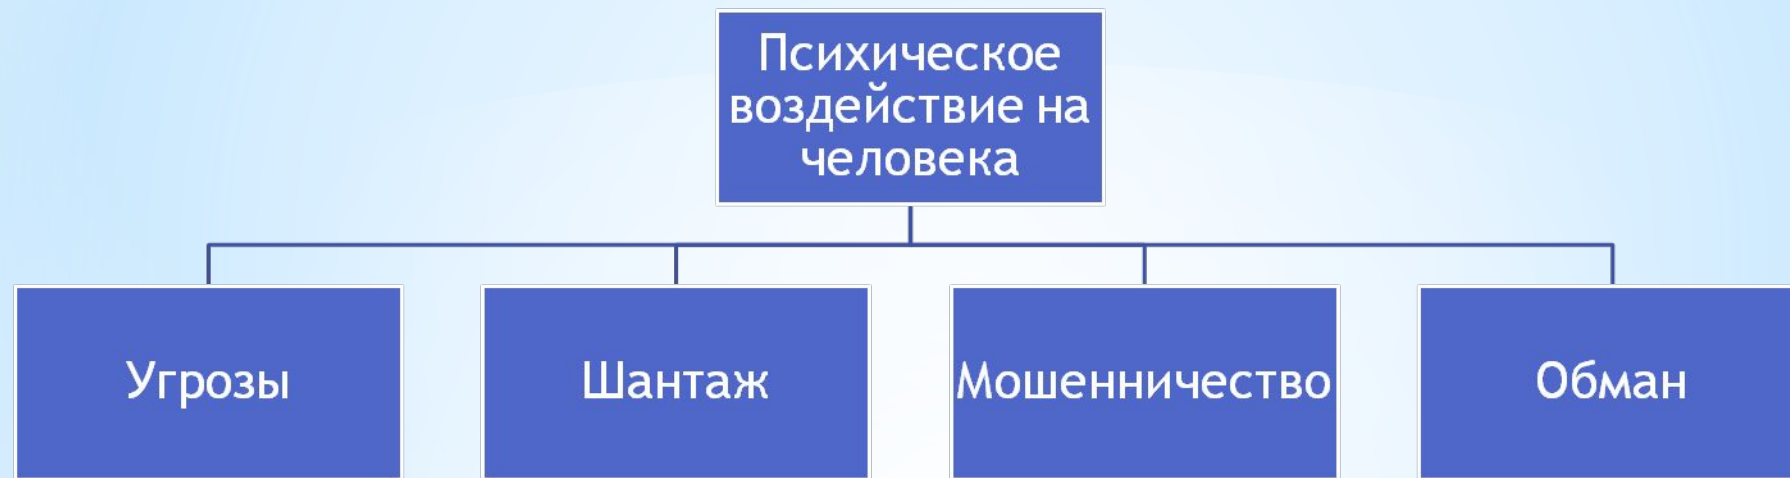 Психическое
воздействие на
человека
Угрозы
Шантаж
Мошенничество
Обман